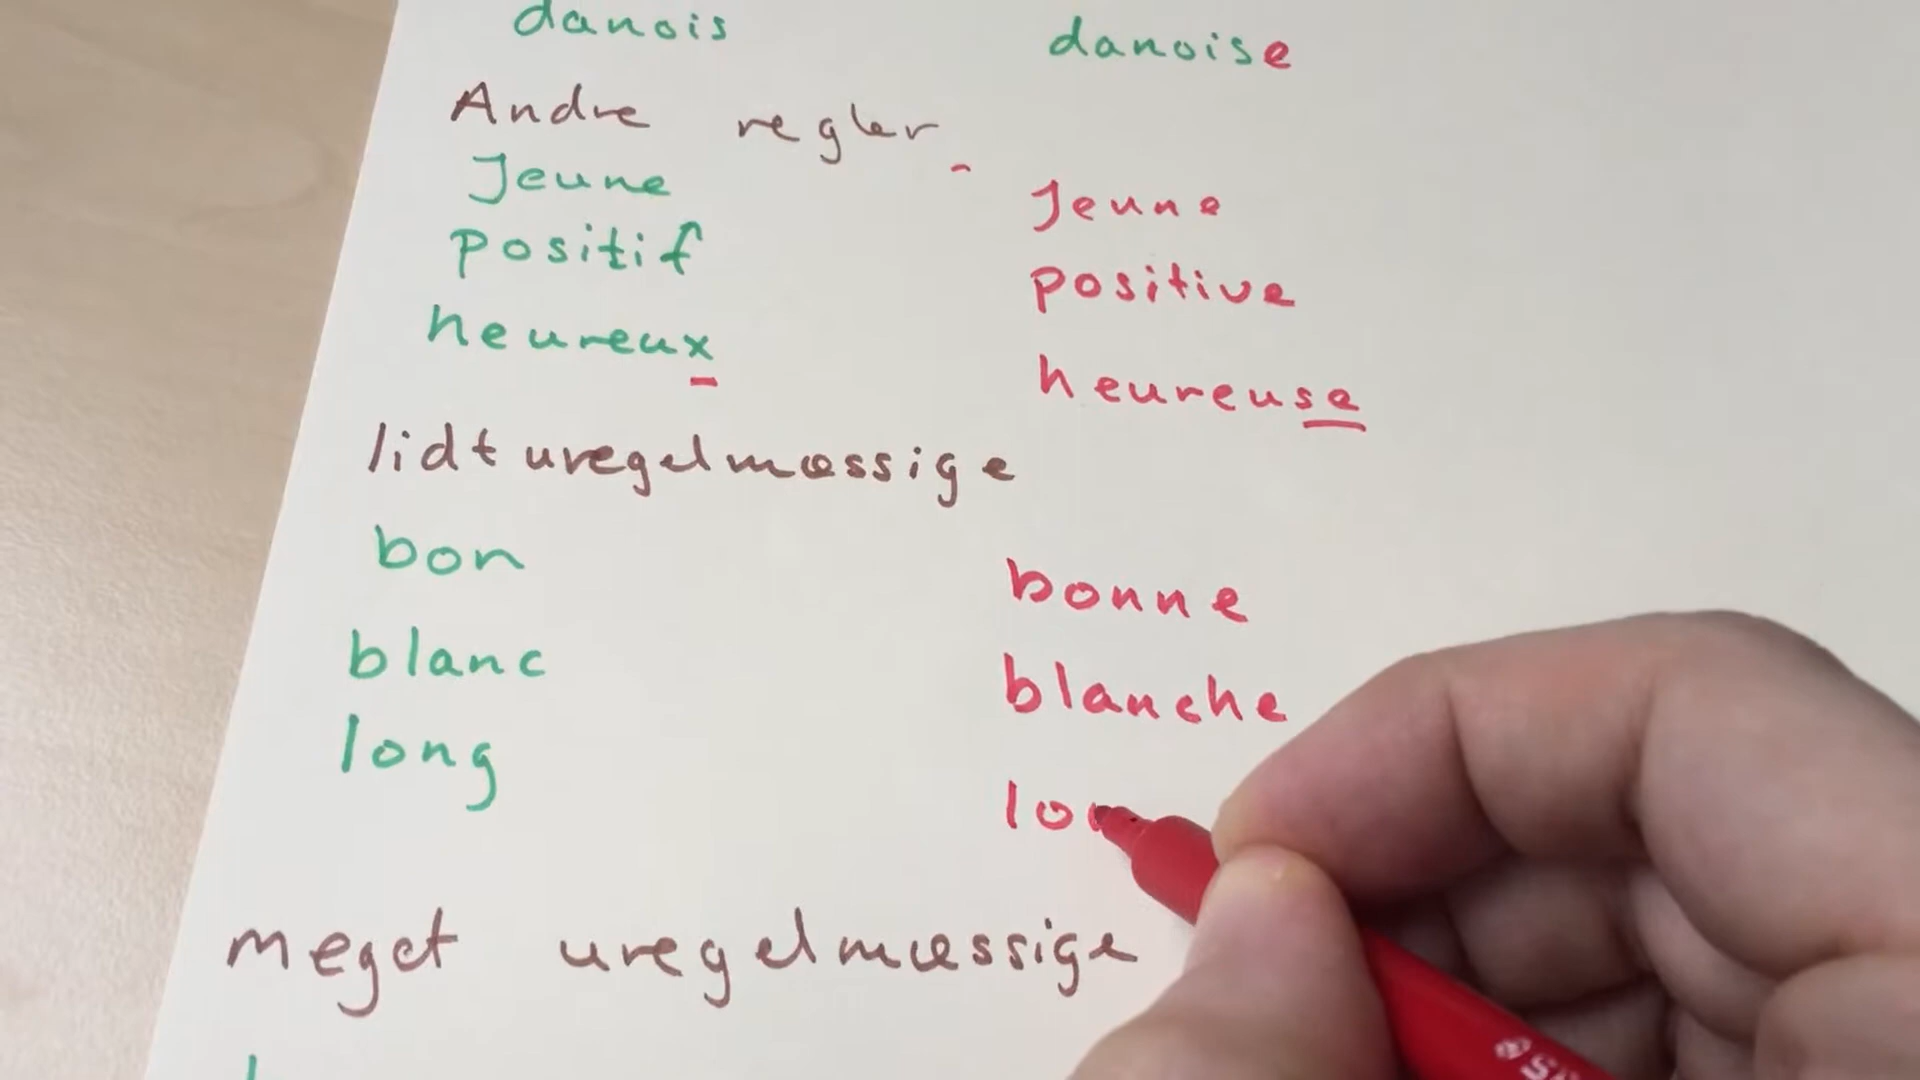 danois danoise
Andre regler
Jeune Jeune
positif positive
heureux heureuse
lidt uregelmæssige
bon bonne
blanc blanche
long lon
meget uregelmæssige